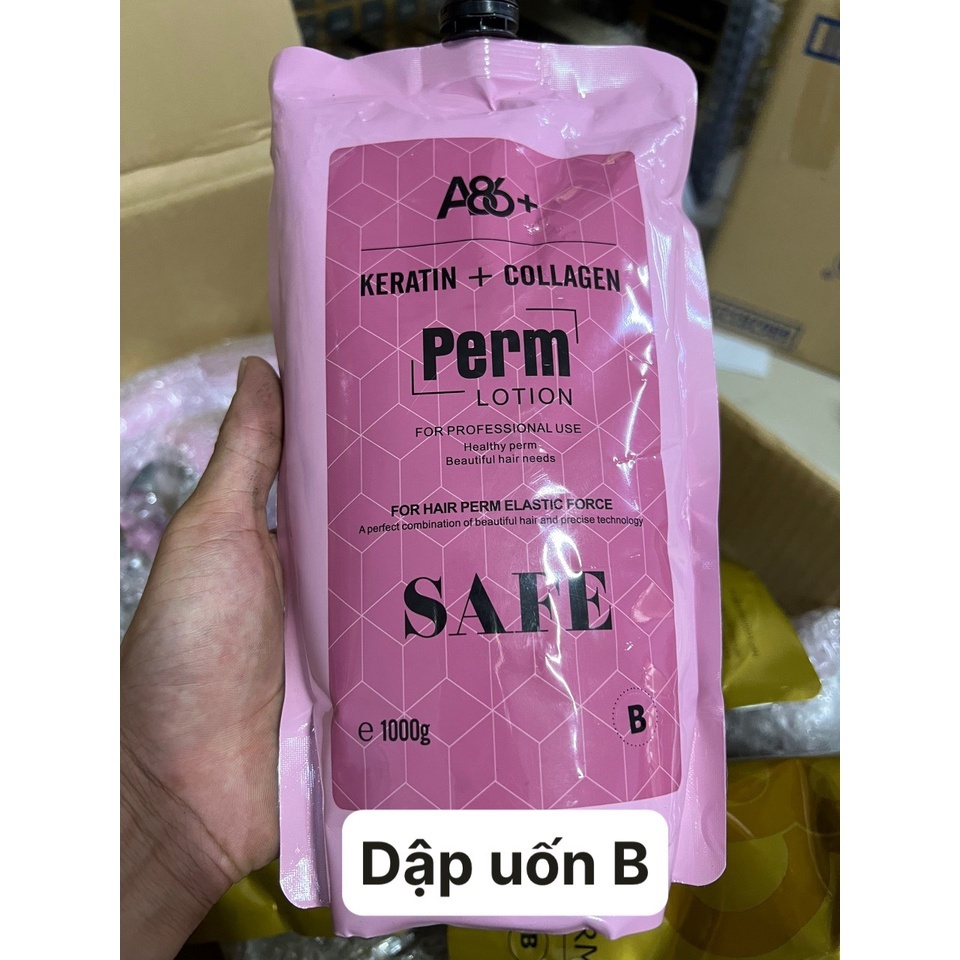 A86+
KERATIN + COLLAGEN
Perm
LOTION
FOR PROFESSIONAL USE
Healthy perm
Beautiful hair needs
FOR HAIR PERM ELASTIC FORCE
A perfect combination of beautiful hair and precise technology
SAFE
e 1000g
B
Dập uốn B
B
RM